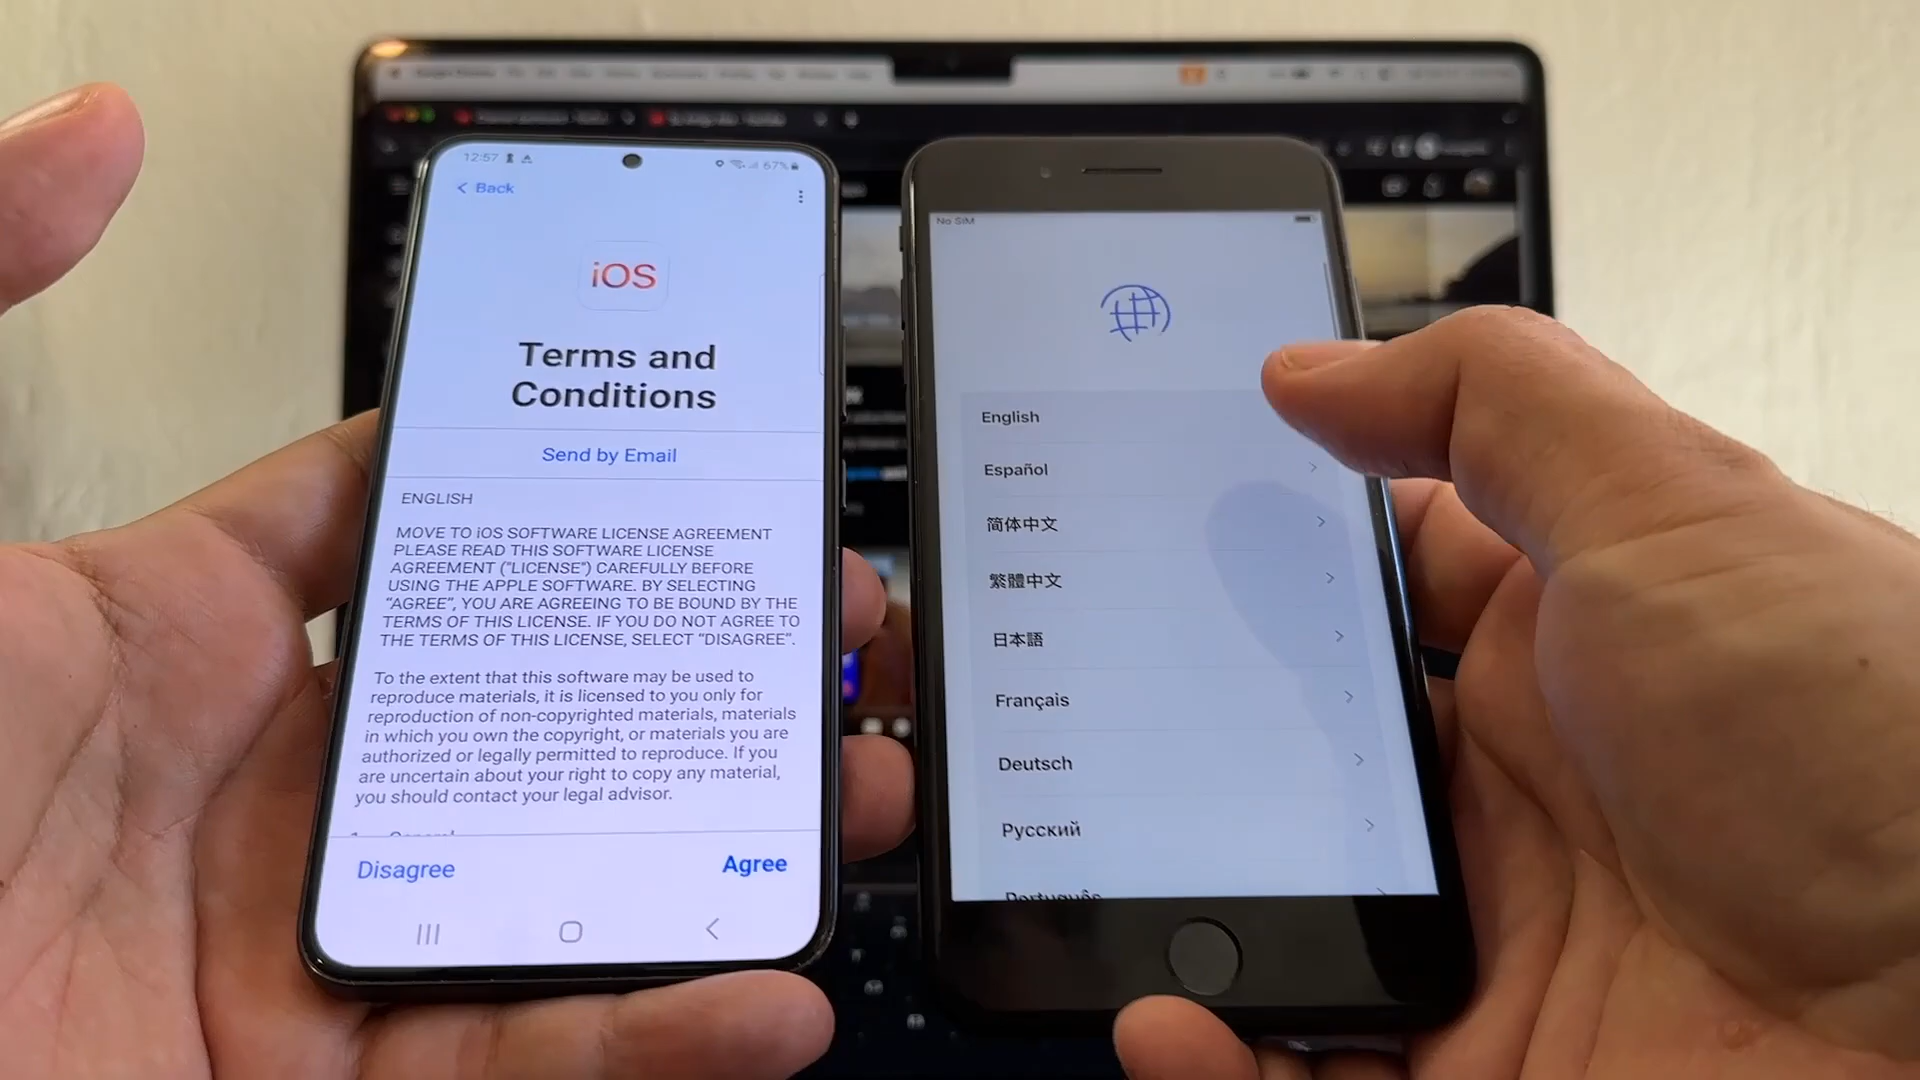 12:57
67%
Back
iOS
Terms and
Conditions
Send by Email
ENGLISH
MOVE TO iOS SOFTWARE LICENSE AGREEMENT
PLEASE READ THIS SOFTWARE LICENSE
AGREEMENT ("LICENSE") CAREFULLY BEFORE
USING THE APPLE SOFTWARE. BY SELECTING
“AGREE”, YOU ARE AGREEING TO BE BOUND BY THE
TERMS OF THIS LICENSE. IF YOU DO NOT AGREE TO
THE TERMS OF THIS LICENSE, SELECT “DISAGREE”.
To the extent that this software may be used to
reproduce materials, it is licensed to you only for
reproduction of non-copyrighted materials, materials
in which you own the copyright, or materials you are
authorized or legally permitted to reproduce. If you
are uncertain about your right to copy any material,
you should contact your legal advisor.
Disagree
Agree
No SIM
English
Español
简体中文
繁體中文
日本語
Français
Deutsch
Русский
Português